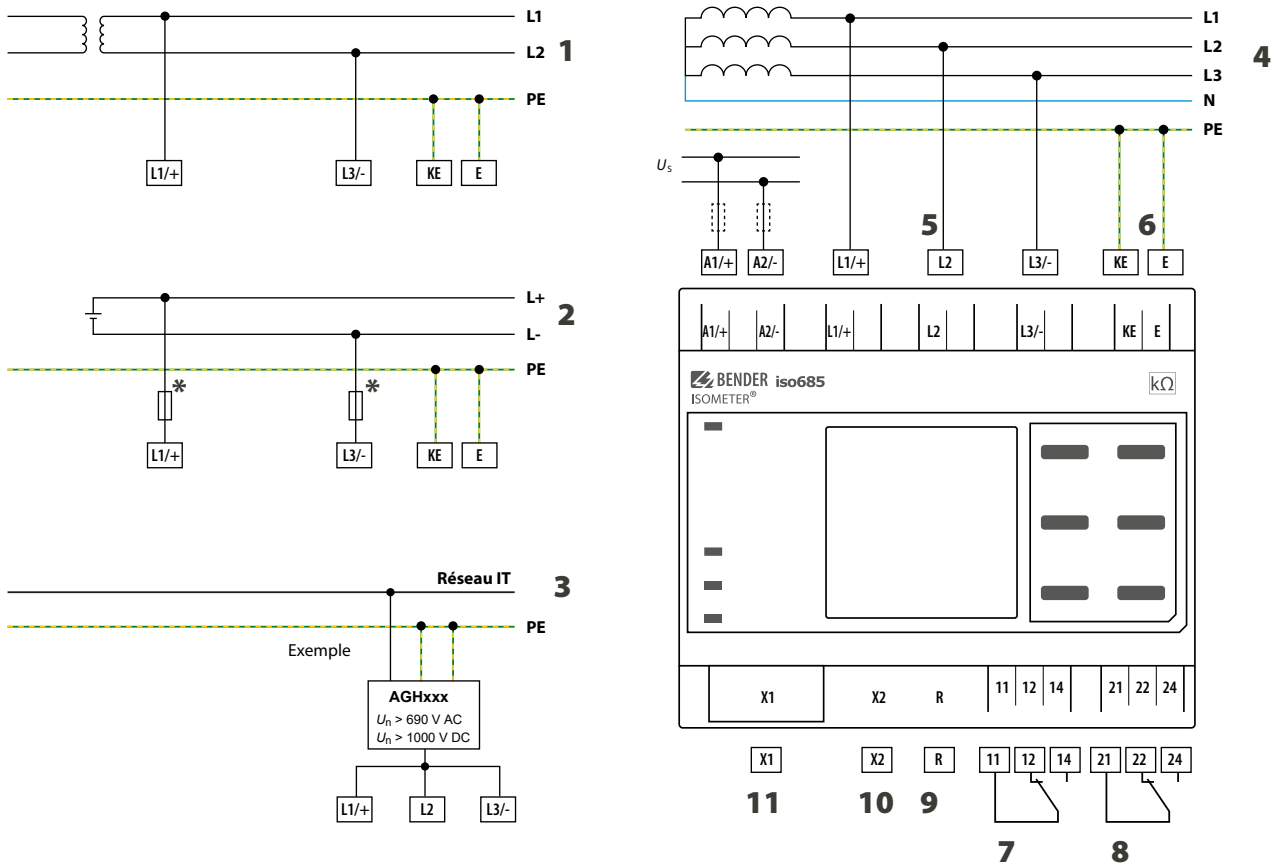 L1
L2
1
PE
L1/+
L3/-
KE
E
L+
2
L-
PE
*
*
L1/+
L3/-
KE
E
Réseau IT
3
PE
Exemple
AGHxxx
Un > 690 V AC
Un > 1000 V DC
L1/+
L2
L3/-
L1
L2
4
L3
N
PE
Us
5
6
A1/+
A2/-
L1/+
L2
L3/-
KE
E
A1/+
A2/-
L1/+
L2
L3/-
KE
E
BENDER iso685
ISOMETER®
kΩ
X1
X2
R
11
12
14
21
22
24
X1
X2
R
11
12
14
21
22
24
11
10
9
7
8